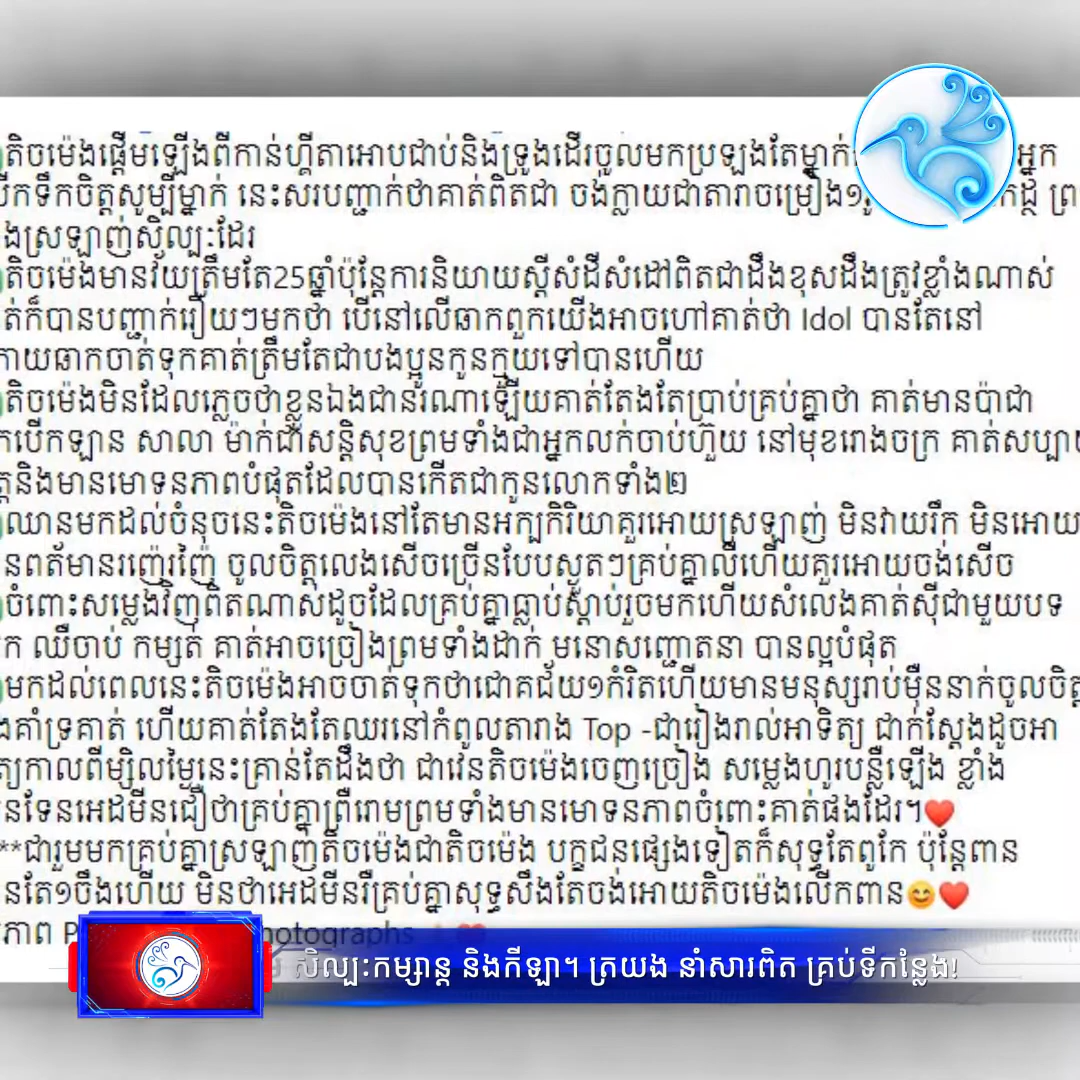 តិចម៉េងផ្ដើមឡើងពីកាន់ហ្គីតាអោបជាប់និងទ្រូងដើរចូលមកប្រឡងតែម្នាក់ អ្នក
លើកទឹកចិត្តសូម្បីម្នាក់ នេះសរបញ្ជាក់ថាគាត់ពិតជា ចង់ក្លាយជាតារាចម្រៀង១
ងស្រឡាញ់សិល្បៈដែរ
តិចម៉េងមានវ័យត្រឹមតែ25ឆ្នាំប៉ុន្តែការនិយាយស្ដីសំដីសំដៅពិតជាដឹងខុសដឹងត្រូវខ្លាំងណាស់
ត់ក៏បានបញ្ជាក់រឿយៗមកថា បើនៅលើឆាកពួកយើងអាចហៅគាត់ថា Idol បានតែនៅ
កាយឆាកចាត់ទុកគាត់ត្រឹមតែជាបងប្អូនកូនក្មួយទៅបានហើយ
តិចម៉េងមិនដែលភ្លេចថាខ្លួនឯងជានរណាឡើយគាត់តែងតែប្រាប់គ្រប់គ្នាថា គាត់មានប៉ាជា
កបើកឡាន សាលា ម៉ាក់ជាសន្តិសុខព្រមទាំងជាអ្នកលក់ចាប់ហ៊ួយ នៅមុខរោងចក្រ គាត់សប្បាយ
ត្តនិងមានមោទនភាពបំផុតដែលបានកើតជាកូនលោកទាំង២
ឈានមកដល់ចំនុចនេះតិចម៉េងនៅតែមានអកប្បកិរិយាគួរអោយស្រឡាញ់ មិនវាយរឹក មិនអោយ
នពត័មានរញ៉េរញ៉ៃ ចូលចិត្តលេងសើចច្រើនបែបស្ងួតៗគ្រប់គ្នាលឺហើយគួរអោយចង់សើច
ចំពោះសម្លេងវិញពិតណាស់ដូចដែលគ្រប់គ្នាធ្លាប់ស្ដាប់រួចមកហើយសំលេងគាត់ស៊ីជាមួយបទ
ក ឈឺចាប់ កម្សត់ គាត់អាចច្រៀងព្រមទាំងដាក់ មនោសញ្ចោតនា បានល្អបំផុត
មកដល់ពេលនេះតិចម៉េងអាចចាត់ទុកថាជោគជ័យ១កំរិតហើយមានមនុស្សរាប់ម៉ឺននាក់ចូលចិត្ត
ងគាំទ្រគាត់ ហើយគាត់តែងតែឈរនៅកំពូលតារាង Top -ជារៀងរាល់អាទិត្យ ជាក់ស្ដែងដូចអា
ត្យកាលពីម្សិលម្ងៃនេះគ្រាន់តែដឹងថា ជាវេនតិចម៉េងចេញច្រៀង សម្លេងហូរបន្លឺឡើង ខ្លាំង
នទែនអេដមីនជឿថាគ្រប់គ្នាព្រឺរោមព្រមទាំងមានមោទនភាពចំពោះគាត់ផងដែរ។❤️
**ជារួមមកគ្រប់គ្នាស្រឡាញ់តិចម៉េងជាតិចម៉េង បក្ខជនផ្សេងទៀតក៏សុទ្ធតែពូកែ ប៉ុន្តែពាន
នតែ១ចឹងហើយ មិនថាអេដមីនរឺគ្រប់គ្នាសុទ្ធសឹងតែចង់អោយតិចម៉េងលើកពាន😊❤️
ភាព
សិល្បៈកម្សាន្ត និងកីឡា។ ត្រយង នាំសារពិត គ្រប់ទីកន្លែង!